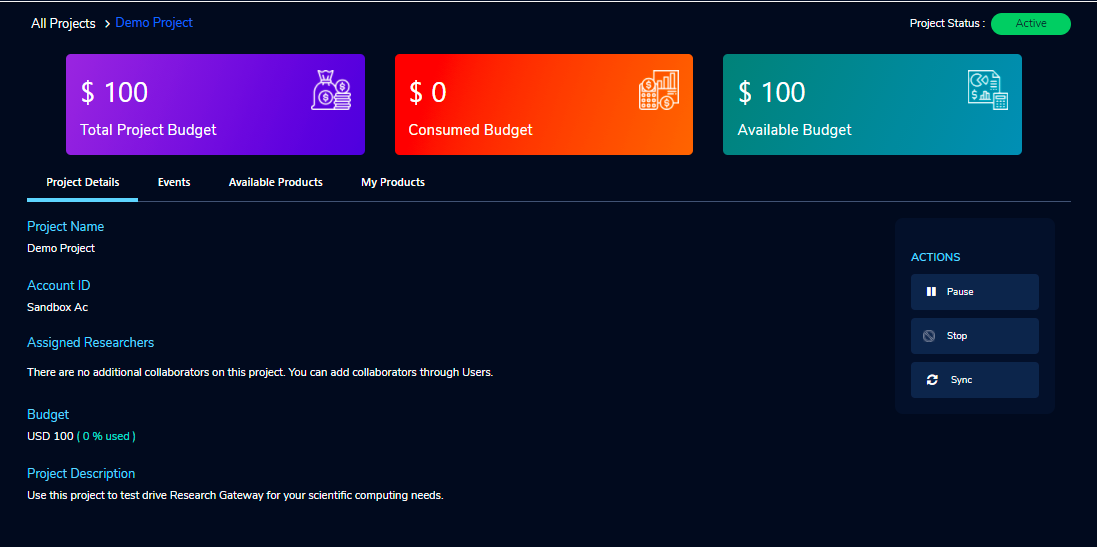 All Projects > Demo Project
Project Status : Active
$ 100
Total Project Budget
$ 0
Consumed Budget
$ 100
Available Budget
Project Details Events Available Products My Products
Project Name
Demo Project
Account ID
Sandbox Ac
Assigned Researchers
There are no additional collaborators on this project. You can add collaborators through Users.
Budget
USD 100 ( 0 % used )
Project Description
Use this project to test drive Research Gateway for your scientific computing needs.
ACTIONS
Pause
Stop
Sync